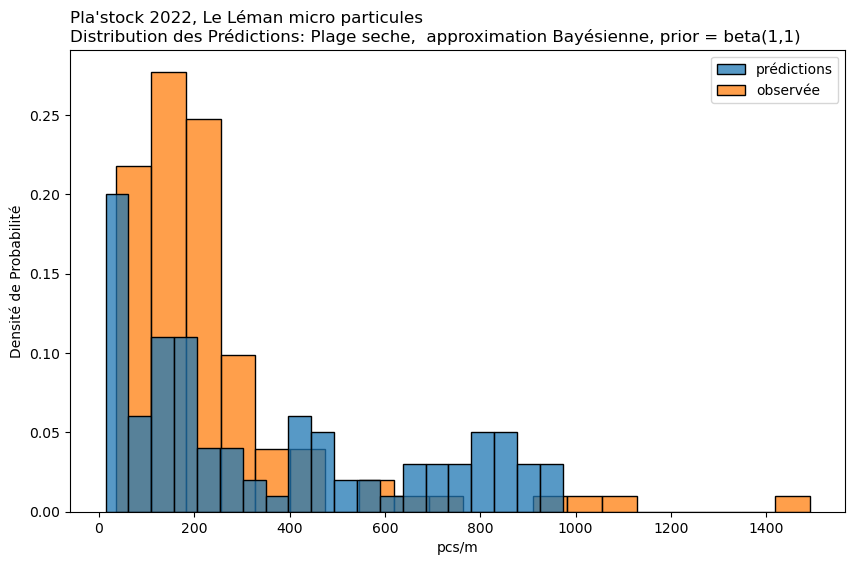 Pla'stock 2022, Le Léman micro particules
Distribution des Prédictions: Plage seche,  approximation Bayésienne, prior = beta(1,1)
prédictions
observée
Densité de Probabilité
0.25
0.20
0.15
0.10
0.05
0.00
0 200 400 600 800 1000 1200 1400
pcs/m